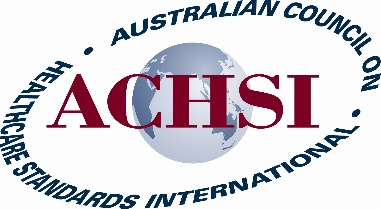 AUSTRALIAN COUNCIL ON
ACHSI
HEALTHCARE STANDARDS INTERNATIONAL